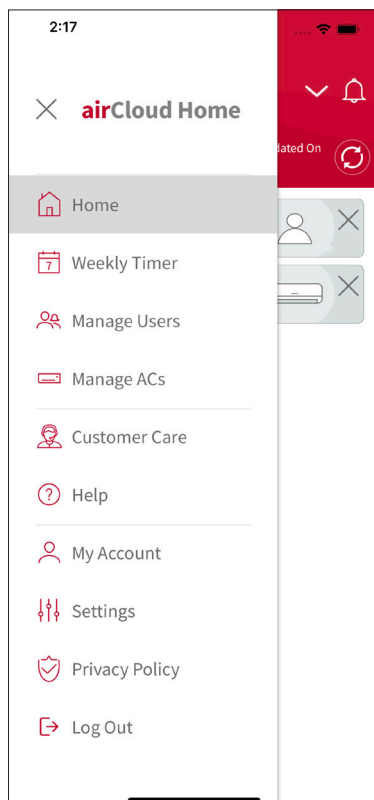 2:17
airCloud Home
dated On
Home
7
Weekly Timer
Manage Users
Manage ACs
Customer Care
?
Help
My Account
Settings
Privacy Policy
Log Out